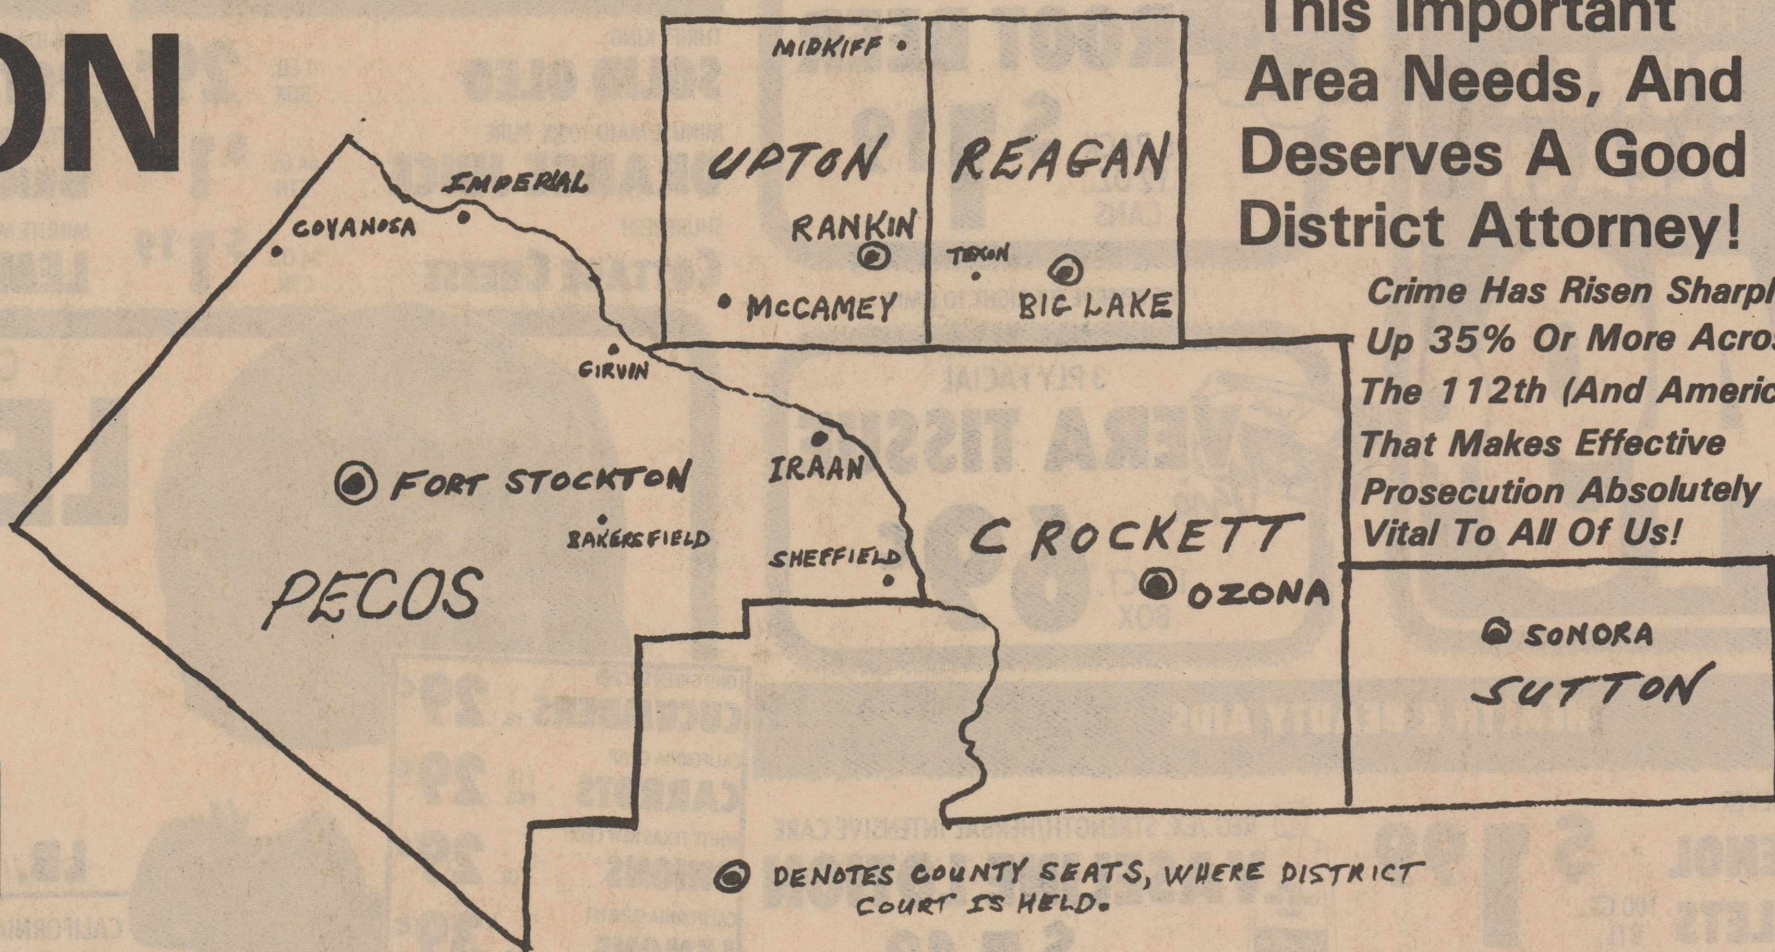 ON
This Important
Area Needs, And
Deserves A Good
District Attorney!
Crime Has Risen Sharpl
Up 35% Or More Acros
The 112th (And Americ
That Makes Effective
Prosecution Absolutely
Vital To All Of Us!
MIDKIFF
UPTON
REAGAN
RANKIN
TEXON
MCCAMEY
BIG LAKE
IMPERIAL
COYANOSA
GIRVIN
IRAAN
FORT STOCKTON
BAKERSFIELD
SHEFFIELD
PECOS
CROCKETT
OZONA
SONORA
SUTTON
DENOTES COUNTY SEATS, WHERE DISTRICT
COURT IS HELD.